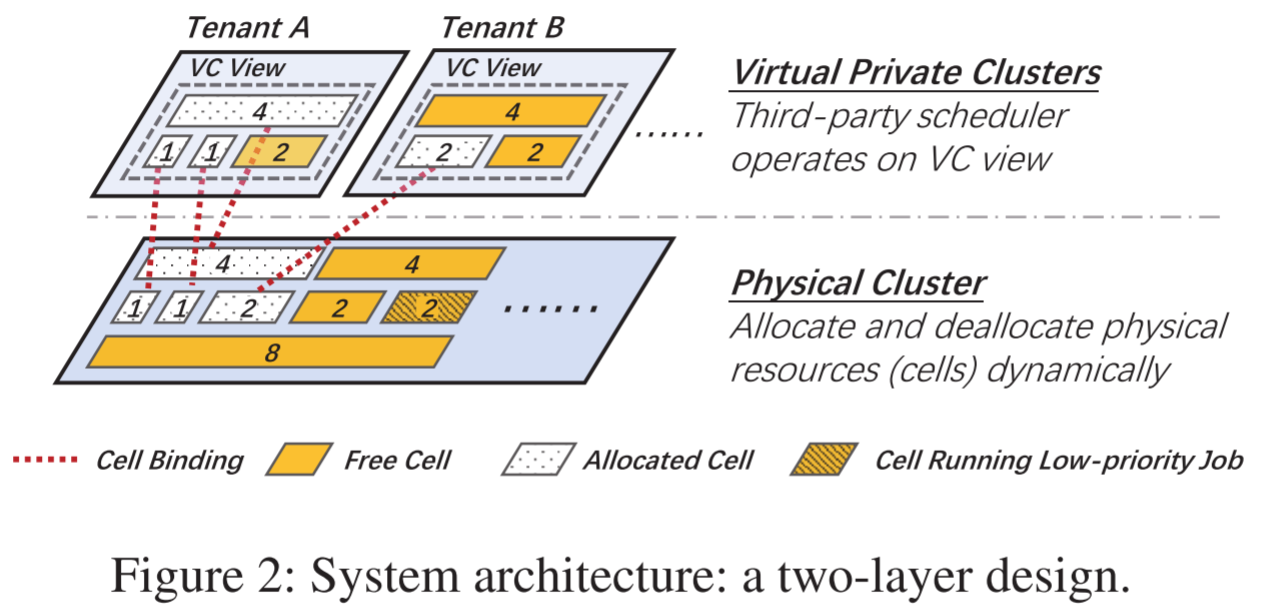 Tenant A
Tenant B
VC View
VC View
4
1 1 2
4
2 2
......
Virtual Private Clusters
Third-party scheduler
operates on VC view
4 4
1 1 2 2 2
......
8
Physical Cluster
Allocate and deallocate physical
resources (cells) dynamically
Cell Binding
Free Cell
Allocated Cell
Cell Running Low-priority Job
Figure 2: System architecture: a two-layer design.